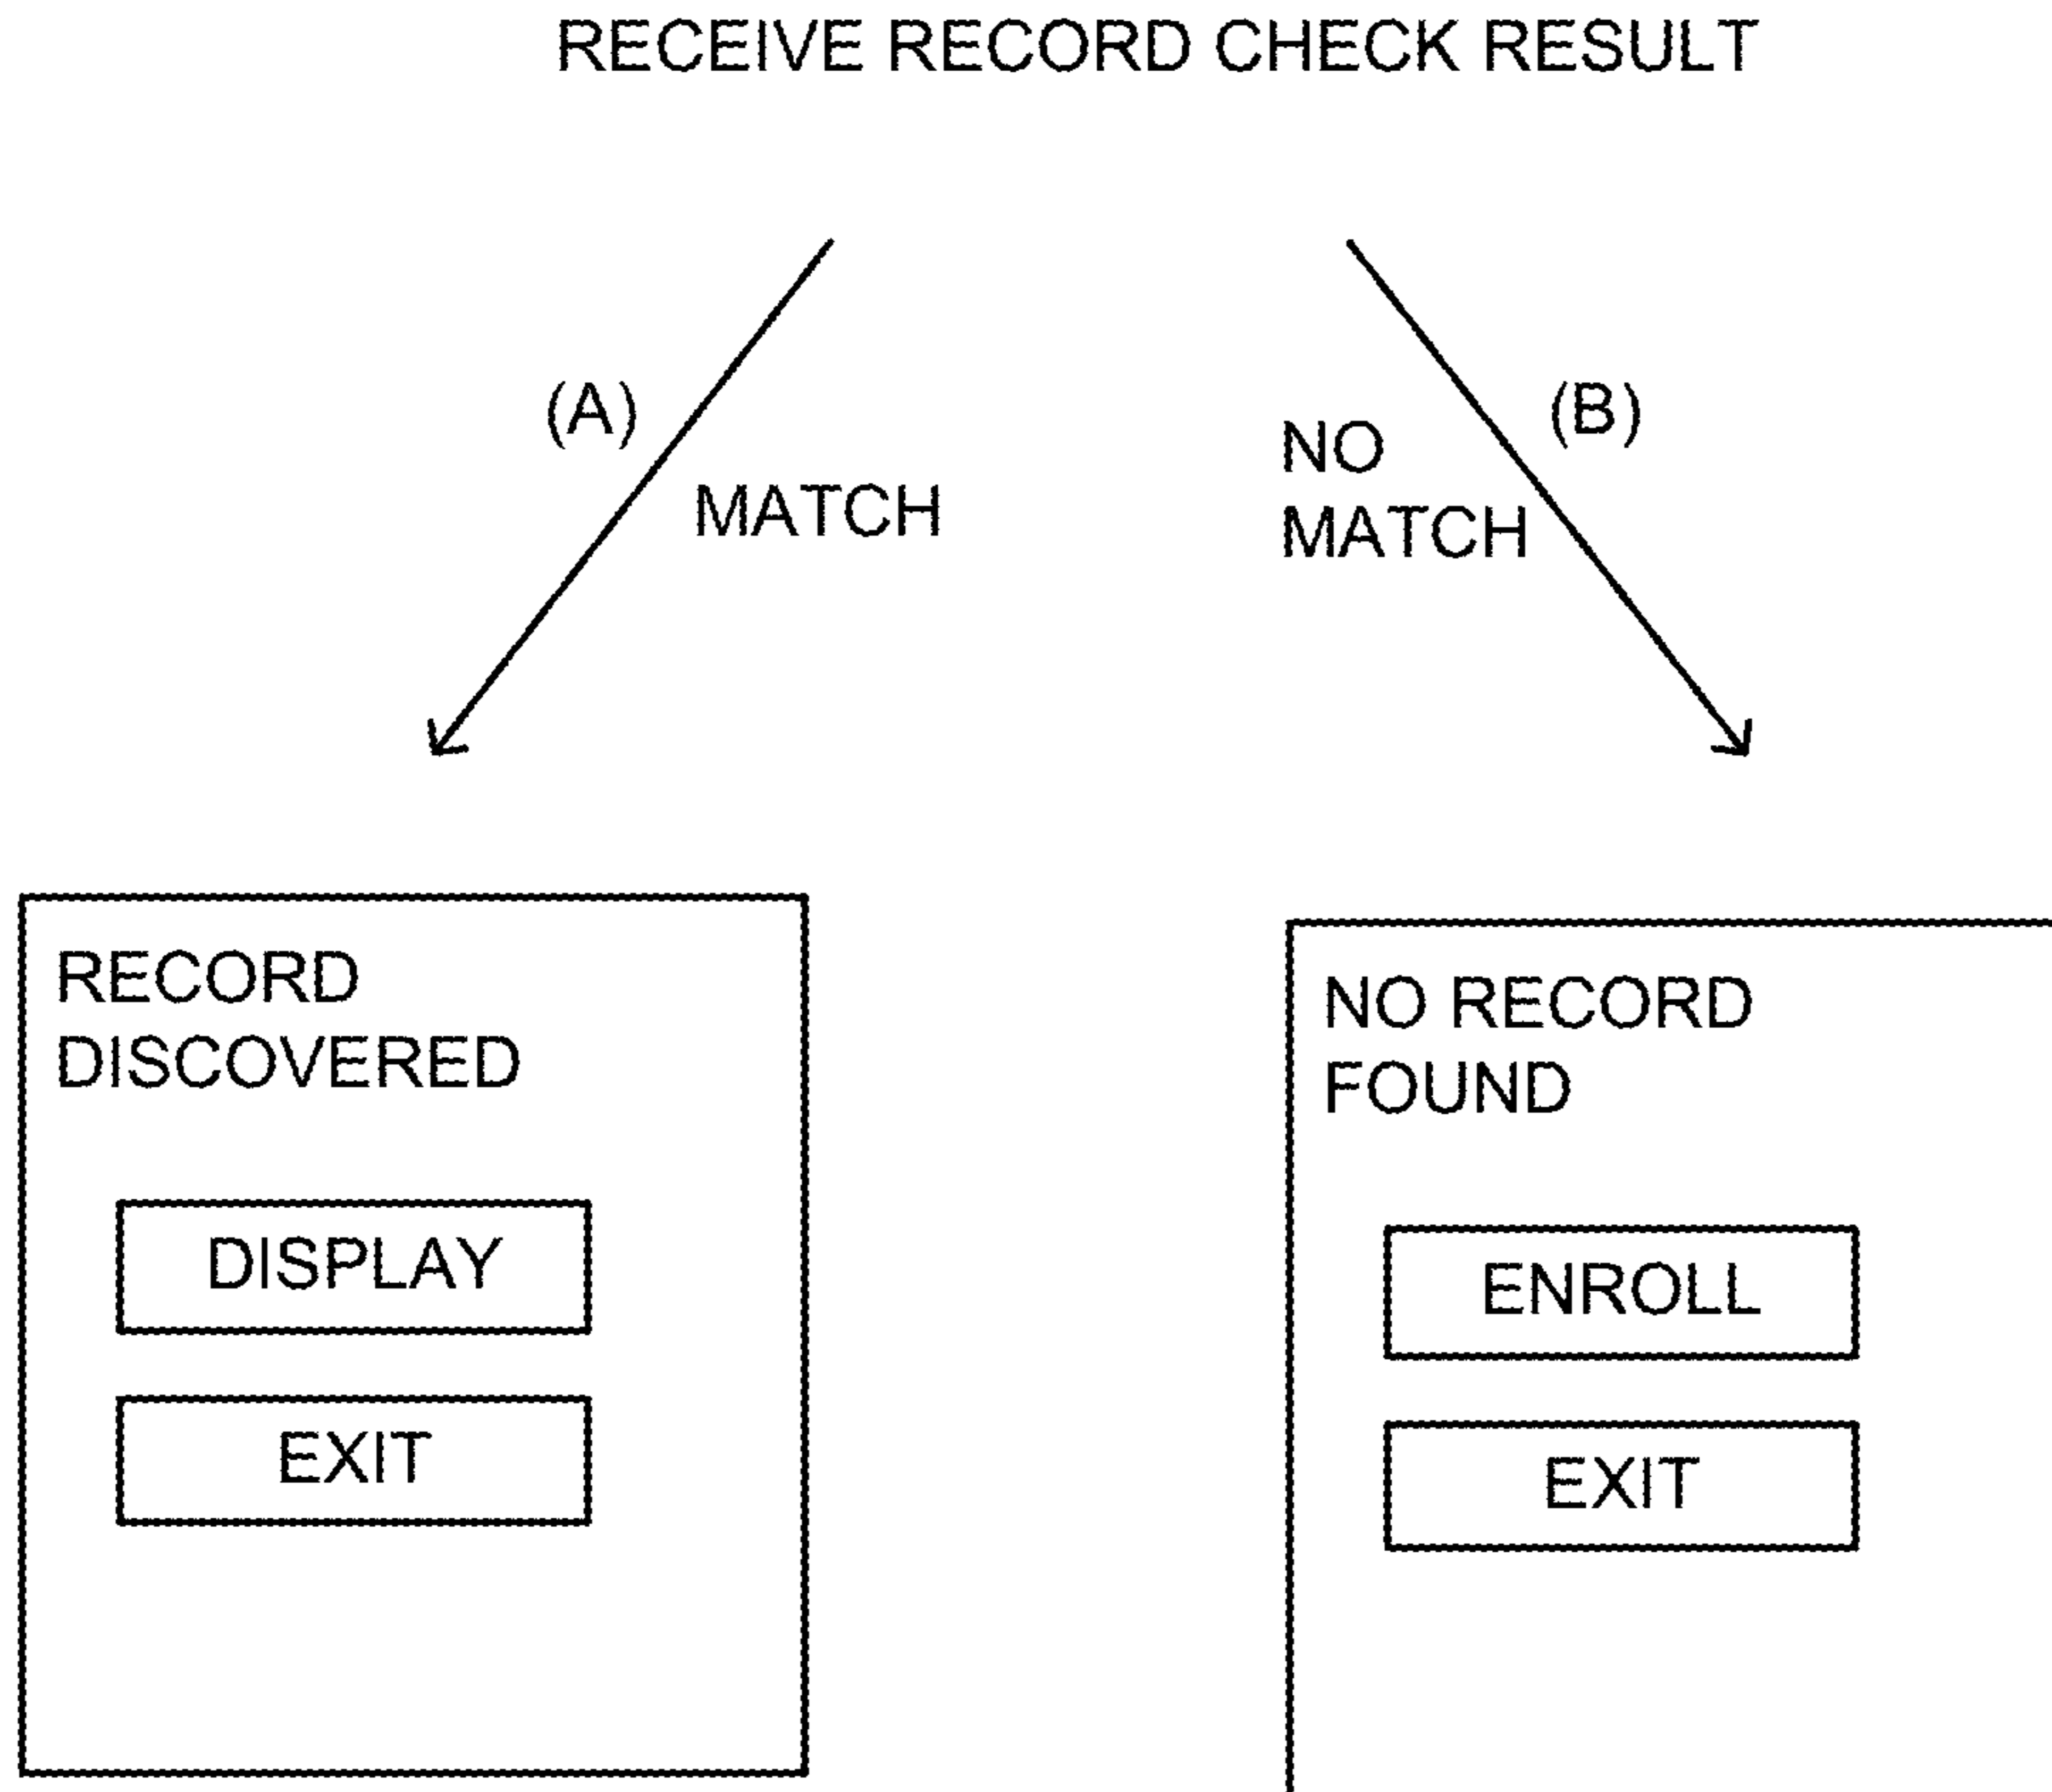 RECEIVE RECORD CHECK RESULT
(A)
MATCH
(B)
NO
MATCH
RECORD
DISCOVERED
DISPLAY
EXIT
NO RECORD
FOUND
ENROLL
EXIT